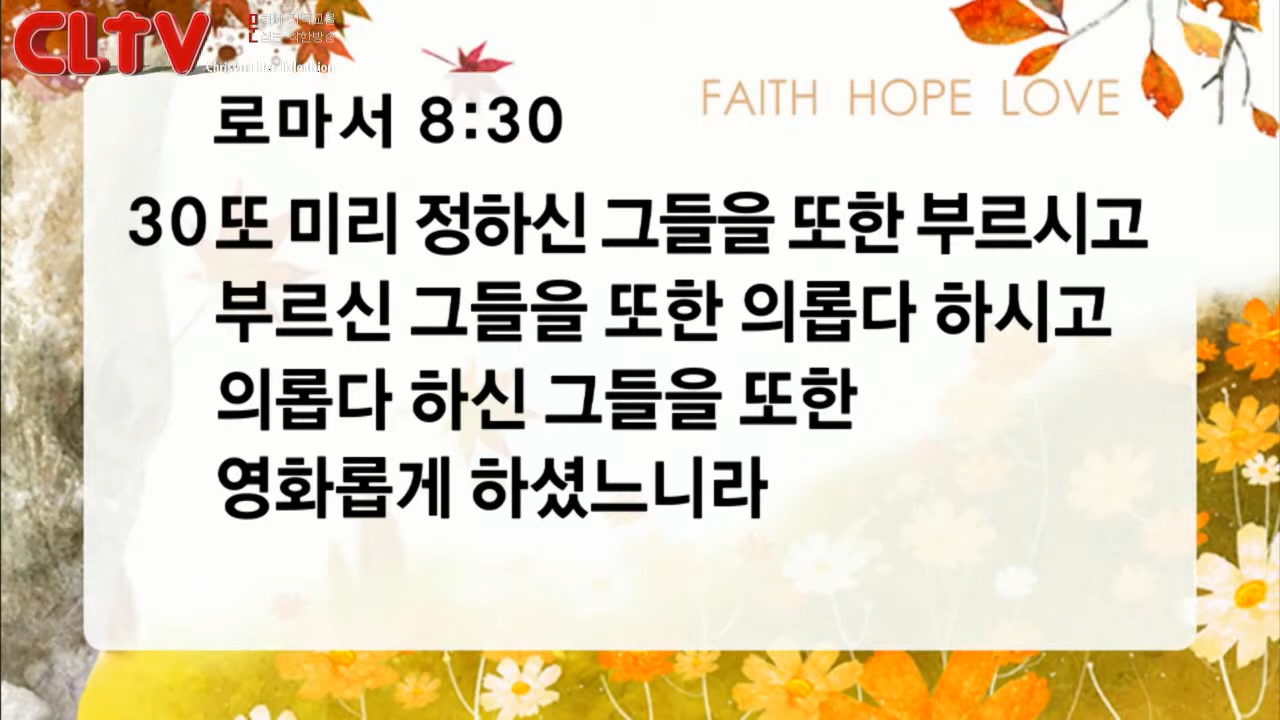 CLTV
FAITH HOPE LOVE
로마서 8:30
30 또 미리 정하신 그들을 또한 부르시고
부르신 그들을 또한 의롭다 하시고
의롭다 하신 그들을 또한
영화롭게 하셨느니라